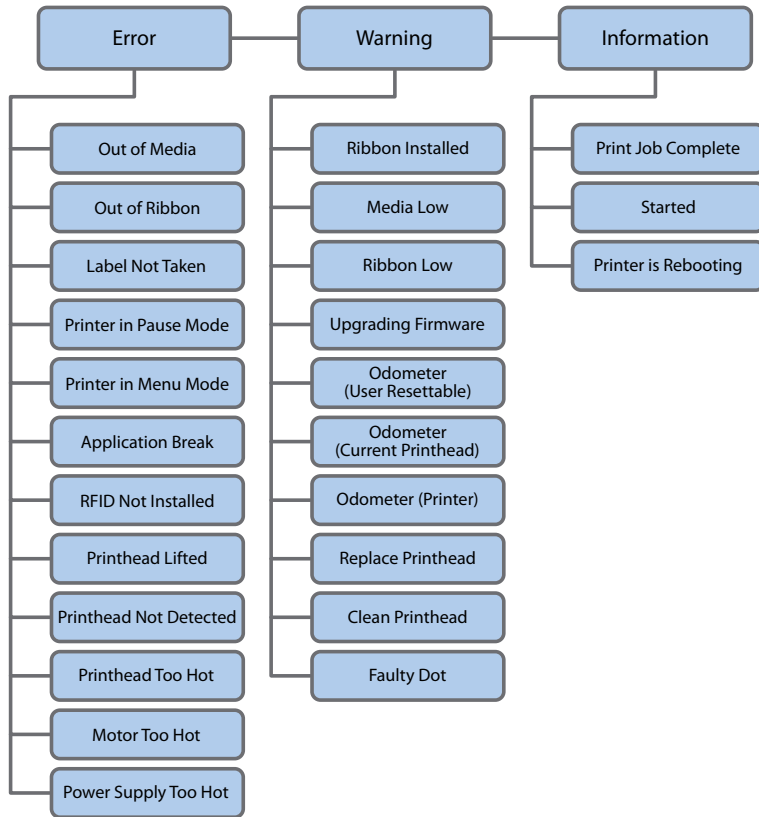 Error
Warning
Information
Out of Media
Out of Ribbon
Label Not Taken
Printer in Pause Mode
Printer in Menu Mode
Application Break
RFID Not Installed
Printhead Lifted
Printhead Not Detected
Printhead Too Hot
Motor Too Hot
Power Supply Too Hot
Ribbon Installed
Media Low
Ribbon Low
Upgrading Firmware
Odometer
(User Resettable)
Odometer
(Current Printhead)
Odometer (Printer)
Replace Printhead
Clean Printhead
Faulty Dot
Print Job Complete
Started
Printer is Rebooting